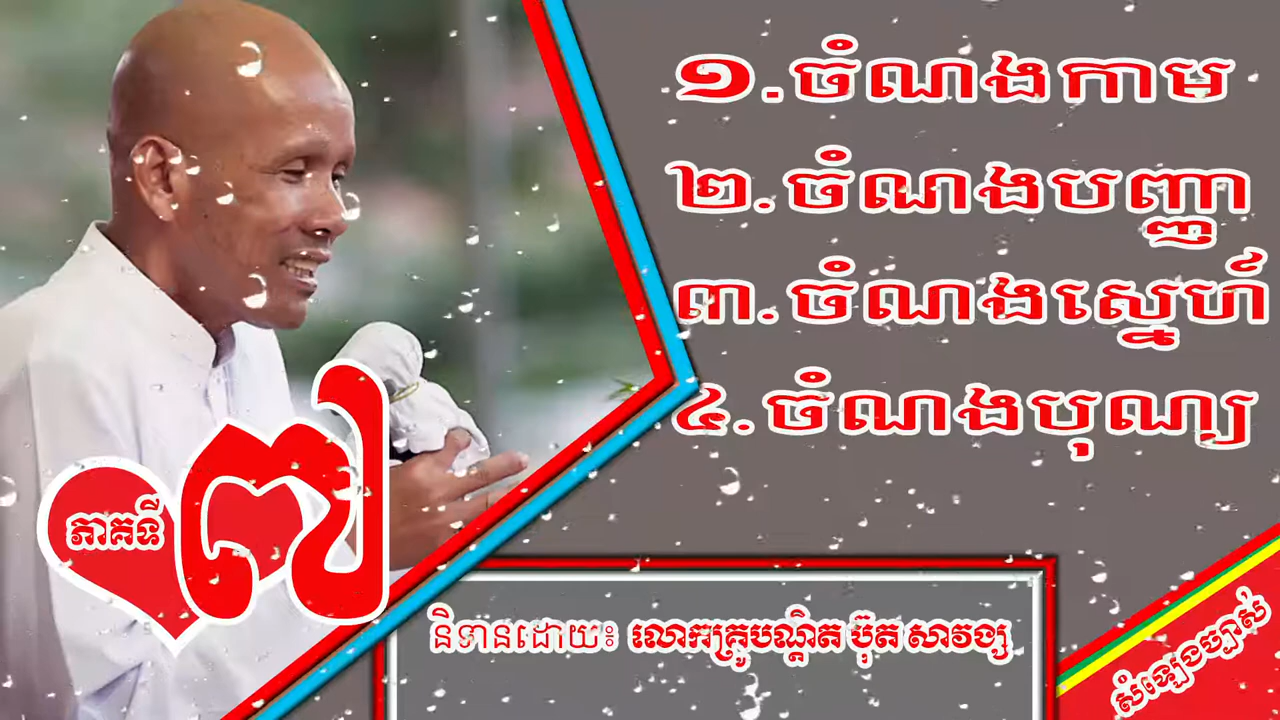 ១.ចំណងកាម
២.ចំណងបញ្ញា
៣.ចំណងស្នេហ៍
៤.ចំណងបុណ្យ
ភាគទី ៧
និទានដោយ៖ លោកគ្រូបណ្ឌិត ប៊ុត សាវង្ស
សំឡេងច្បាស់